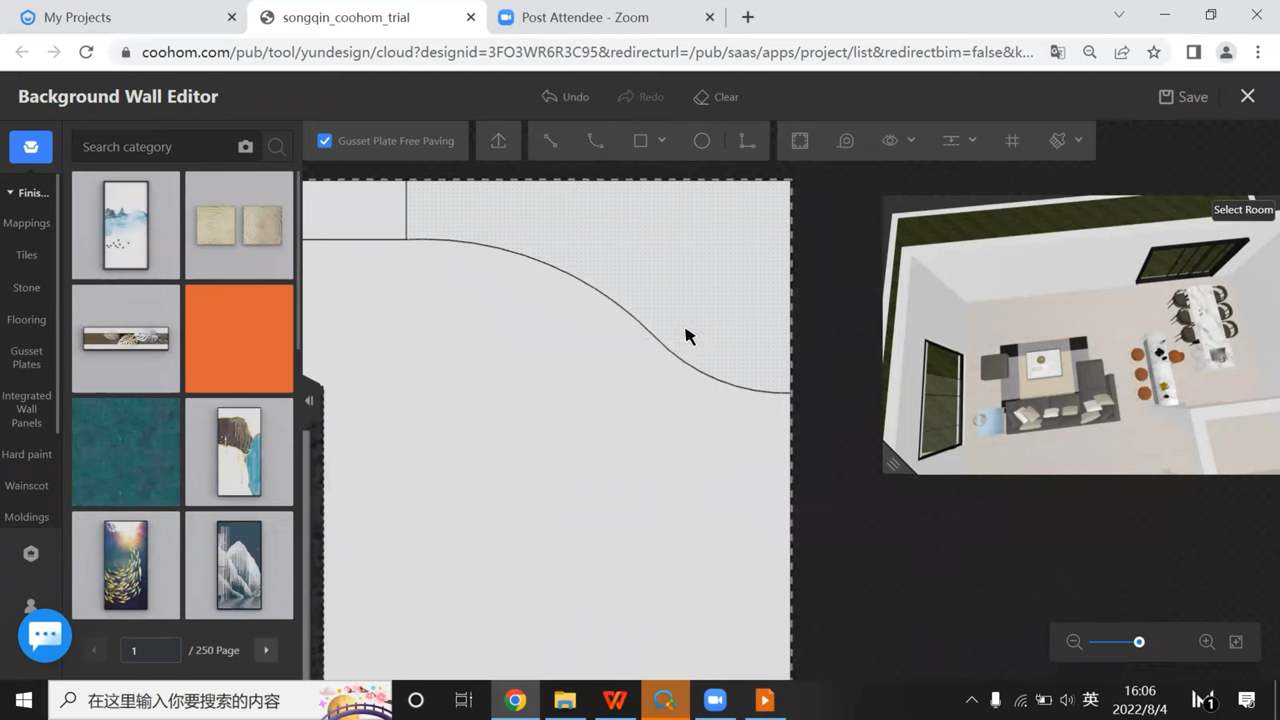 My Projects
songqin_coohom_trial
Post Attendee - Zoom
coohom.com/pub/tool/yundesign/cloud?designid=3FO3WR6R3C95&redirecturl=/pub/saas/apps/project/list&redirectbim=false&k...
Background Wall Editor
Undo
Redo
Clear
Save
Search category
Gusset Plate Free Paving
Finis...
Mappings
Tiles
Stone
Flooring
Gusset
Plates
Integrated
Wall
Panels
Hard paint
Wainscot
Moldings
Select Room
1
/ 250 Page
在这里输入你要搜索的内容
英
16:06
2022/8/4
1